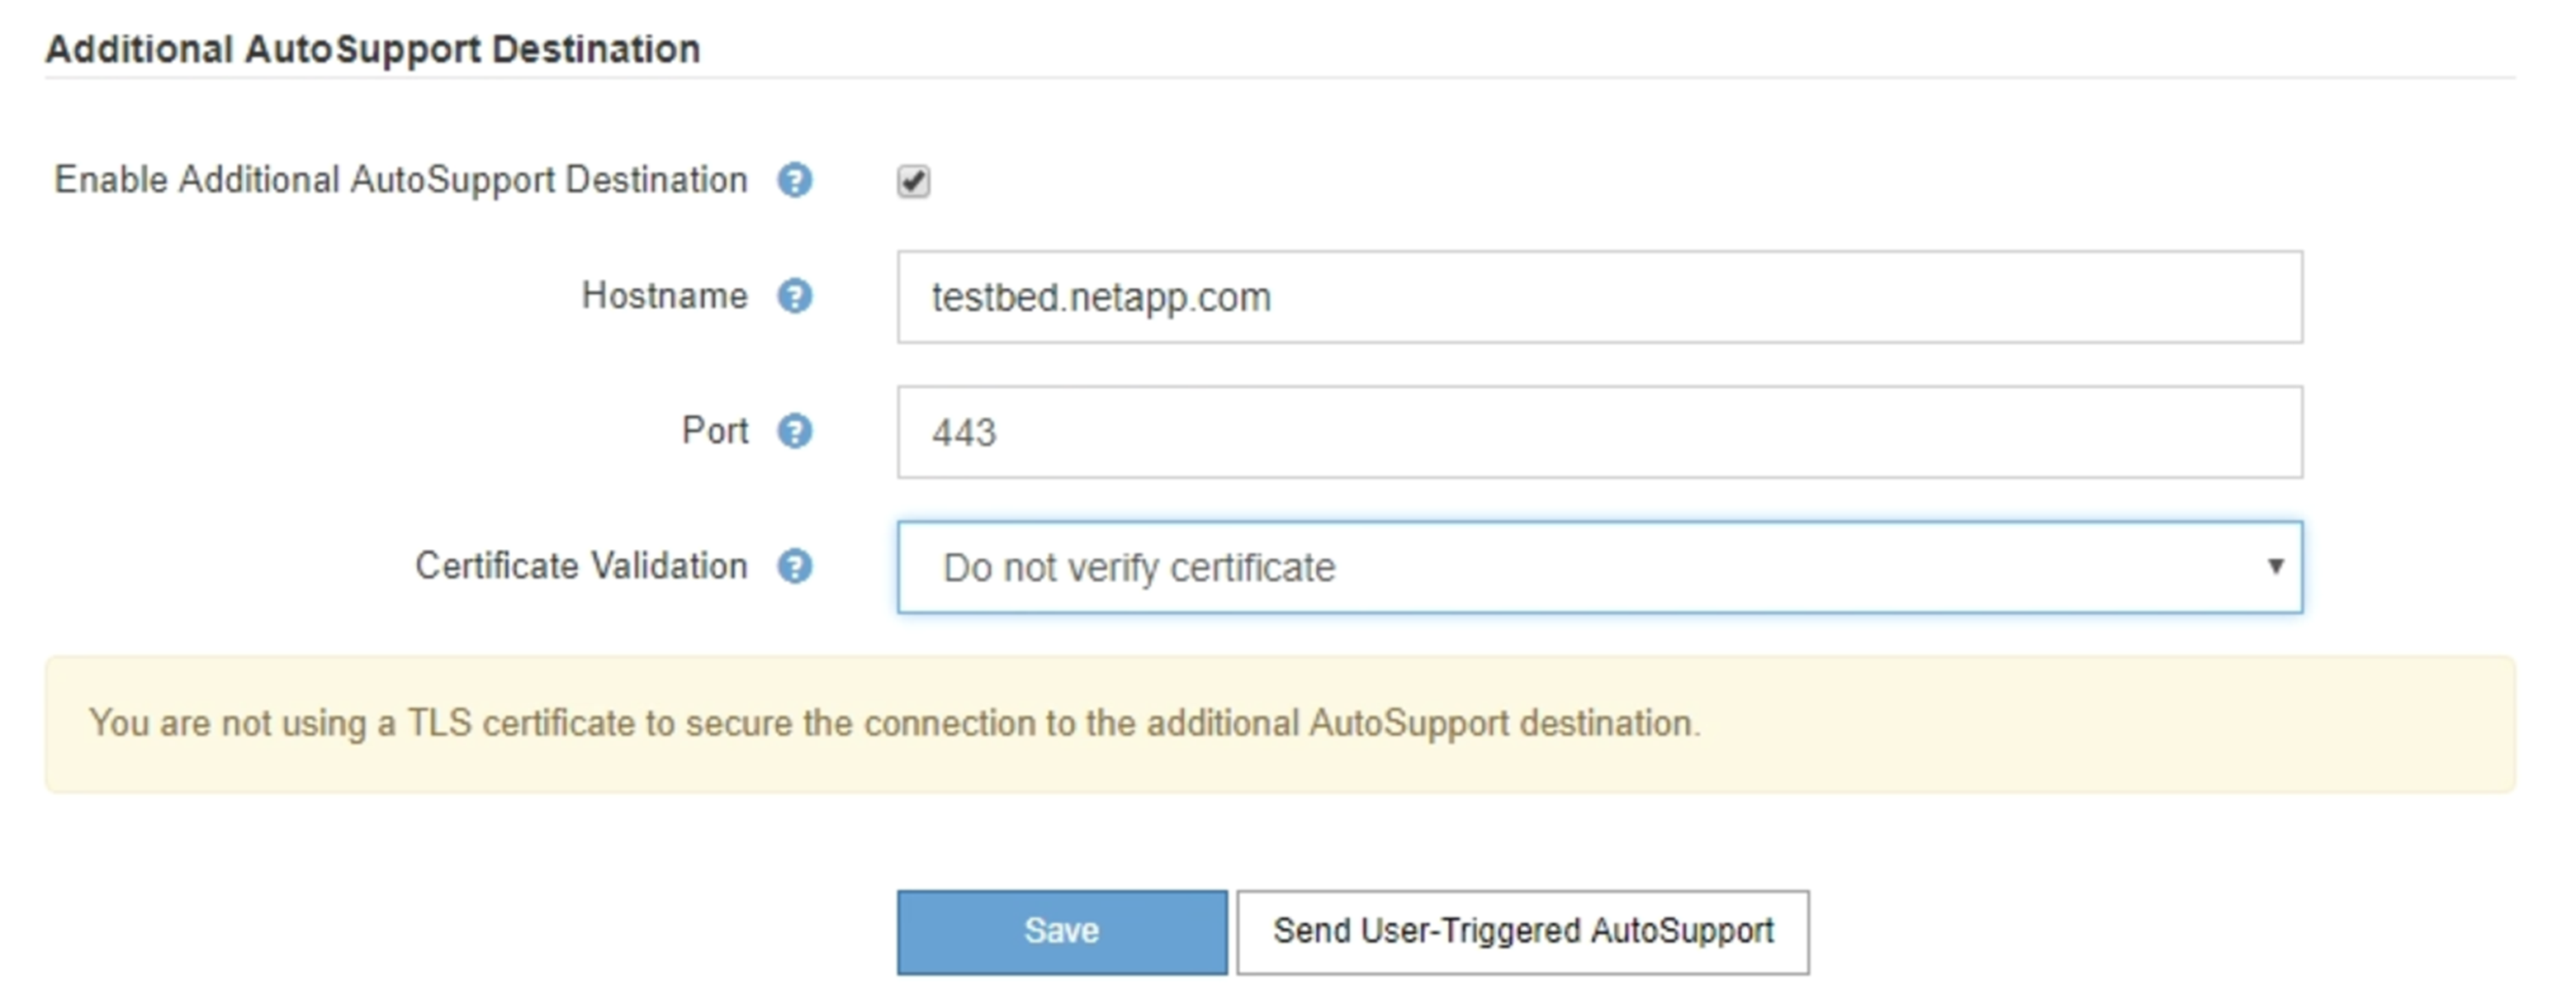 Additional AutoSupport Destination
Enable Additional AutoSupport Destination
Hostname testbed.netapp.com
Port 443
Certificate Validation Do not verify certificate
You are not using a TLS certificate to secure the connection to the additional AutoSupport destination.
Save Send User-Triggered AutoSupport